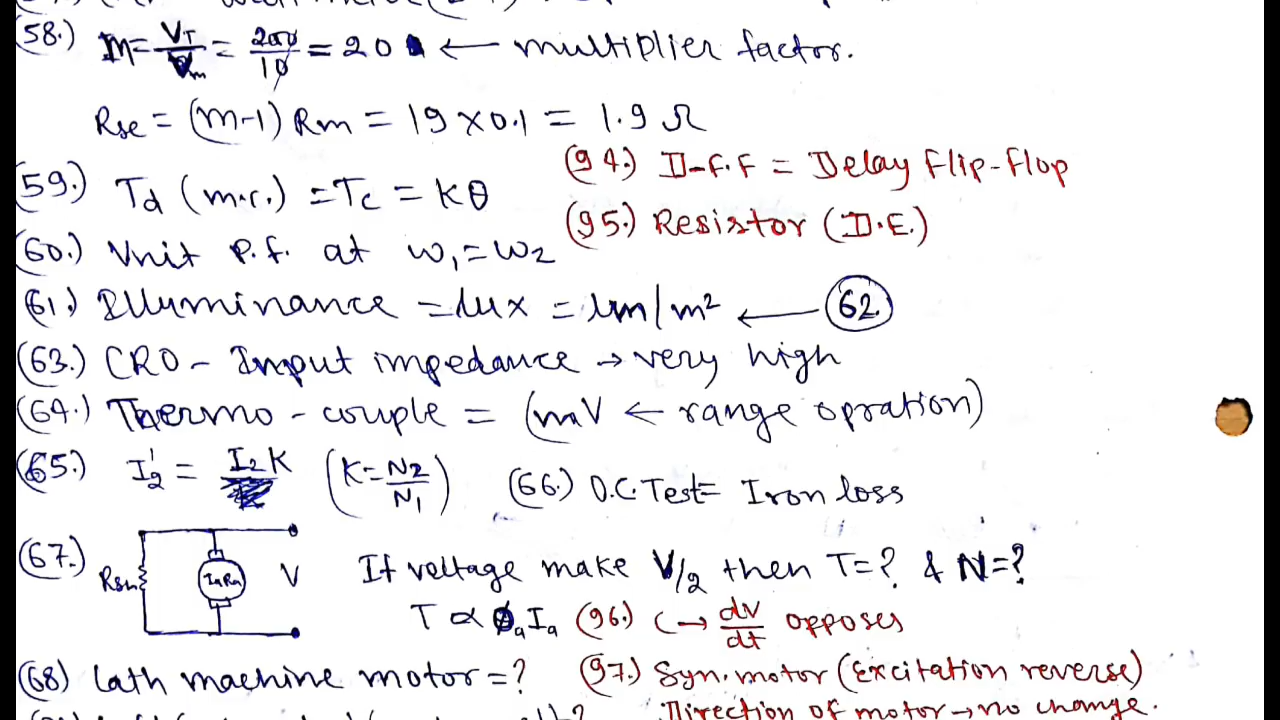 (58.) m = VT/Vm = 200/10 = 20 ← multiplier factor.
Rse = (m-1) Rm = 19 × 0.1 = 1.9 Ω
(59.) Td (m.c.) = Tc = Kθ
(94.) D-F.F = Delay Flip-Flop
(60.) Unit P.f. at ω₁ = ω₂
(95.) Resistor (D.E.)
(61.) Illuminance = lux = lm/m² ← (62.)
(63.) CRO - Input impedance → very high
(64.) Thermo-couple = (mV ← range opration)
(65.) I₂' = I₂K (K = N₂/N₁) (66.) O.C. Test = Iron loss
(67.) Rsh IaRa V If voltage make V/2 then T=? & N=?
T ∝ ɸa Ia (96.) C → dv/dt opposes
(68) Lath machine motor = ? (97.) Syn. motor (Excitation reverse)
Direction of motor → no change.